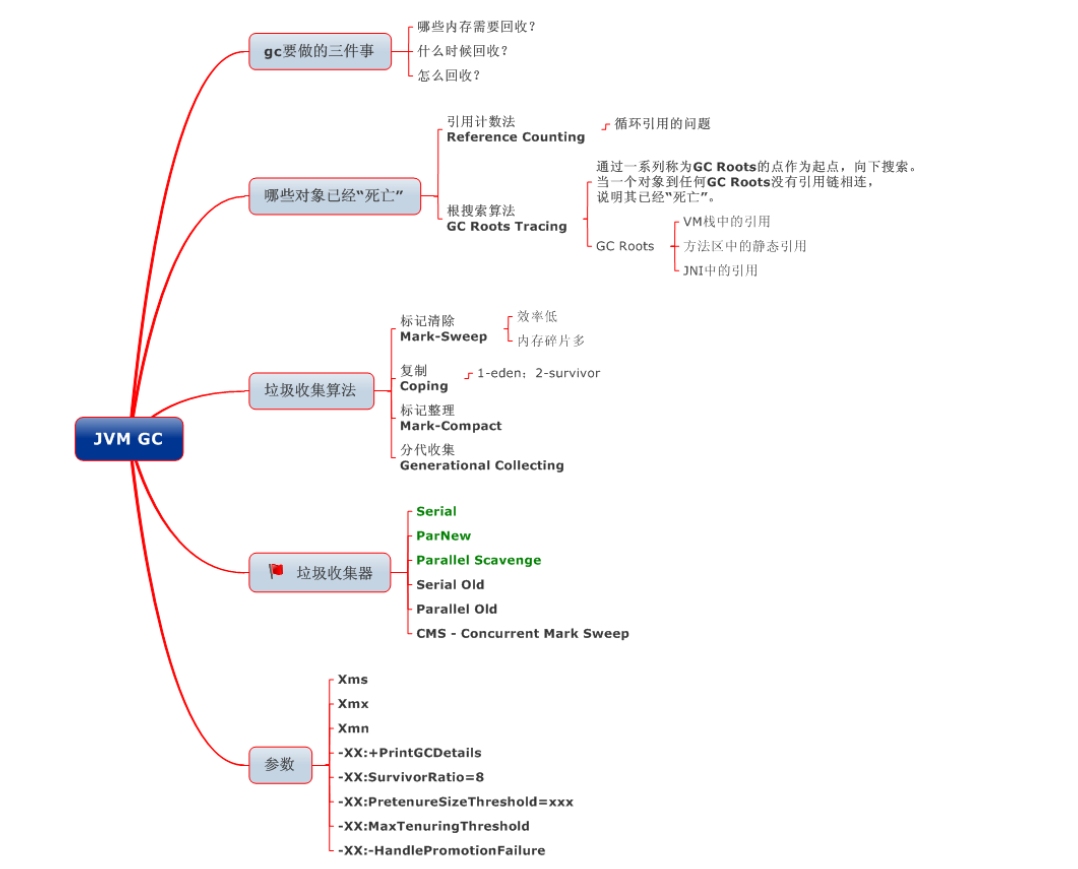 gc要做的三件事
哪些内存需要回收？
什么时候回收？
怎么回收？
哪些对象已经“死亡”
引用计数法
Reference Counting
循环引用的问题
根搜索算法
GC Roots Tracing
通过一系列称为GC Roots的点作为起点，向下搜索。
当一个对象到任何GC Roots没有引用链相连，
说明其已经“死亡”。
GC Roots
VM栈中的引用
方法区中的静态引用
JNI中的引用
垃圾收集算法
标记清除
Mark-Sweep
效率低
内存碎片多
复制
Coping
1-eden；2-survivor
标记整理
Mark-Compact
分代收集
Generational Collecting
JVM GC
垃圾收集器
Serial
ParNew
Parallel Scavenge
Serial Old
Parallel Old
CMS - Concurrent Mark Sweep
参数
Xms
Xmx
Xmn
-XX:+PrintGCDetails
-XX:SurvivorRatio=8
-XX:PretenureSizeThreshold=xxx
-XX:MaxTenuringThreshold
-XX:-HandlePromotionFailure